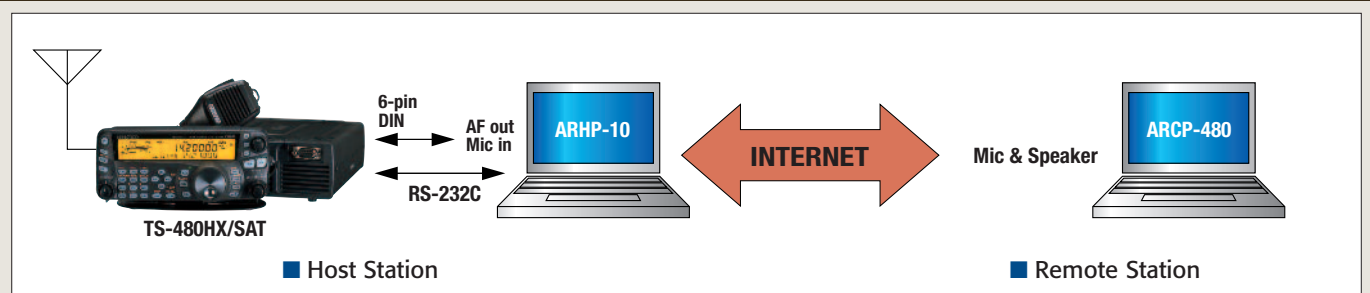 6-pin
DIN
AF out
Mic in
ARHP-10
INTERNET
Mic & Speaker
ARCP-480
RS-232C
TS-480HX/SAT
Host Station
Remote Station